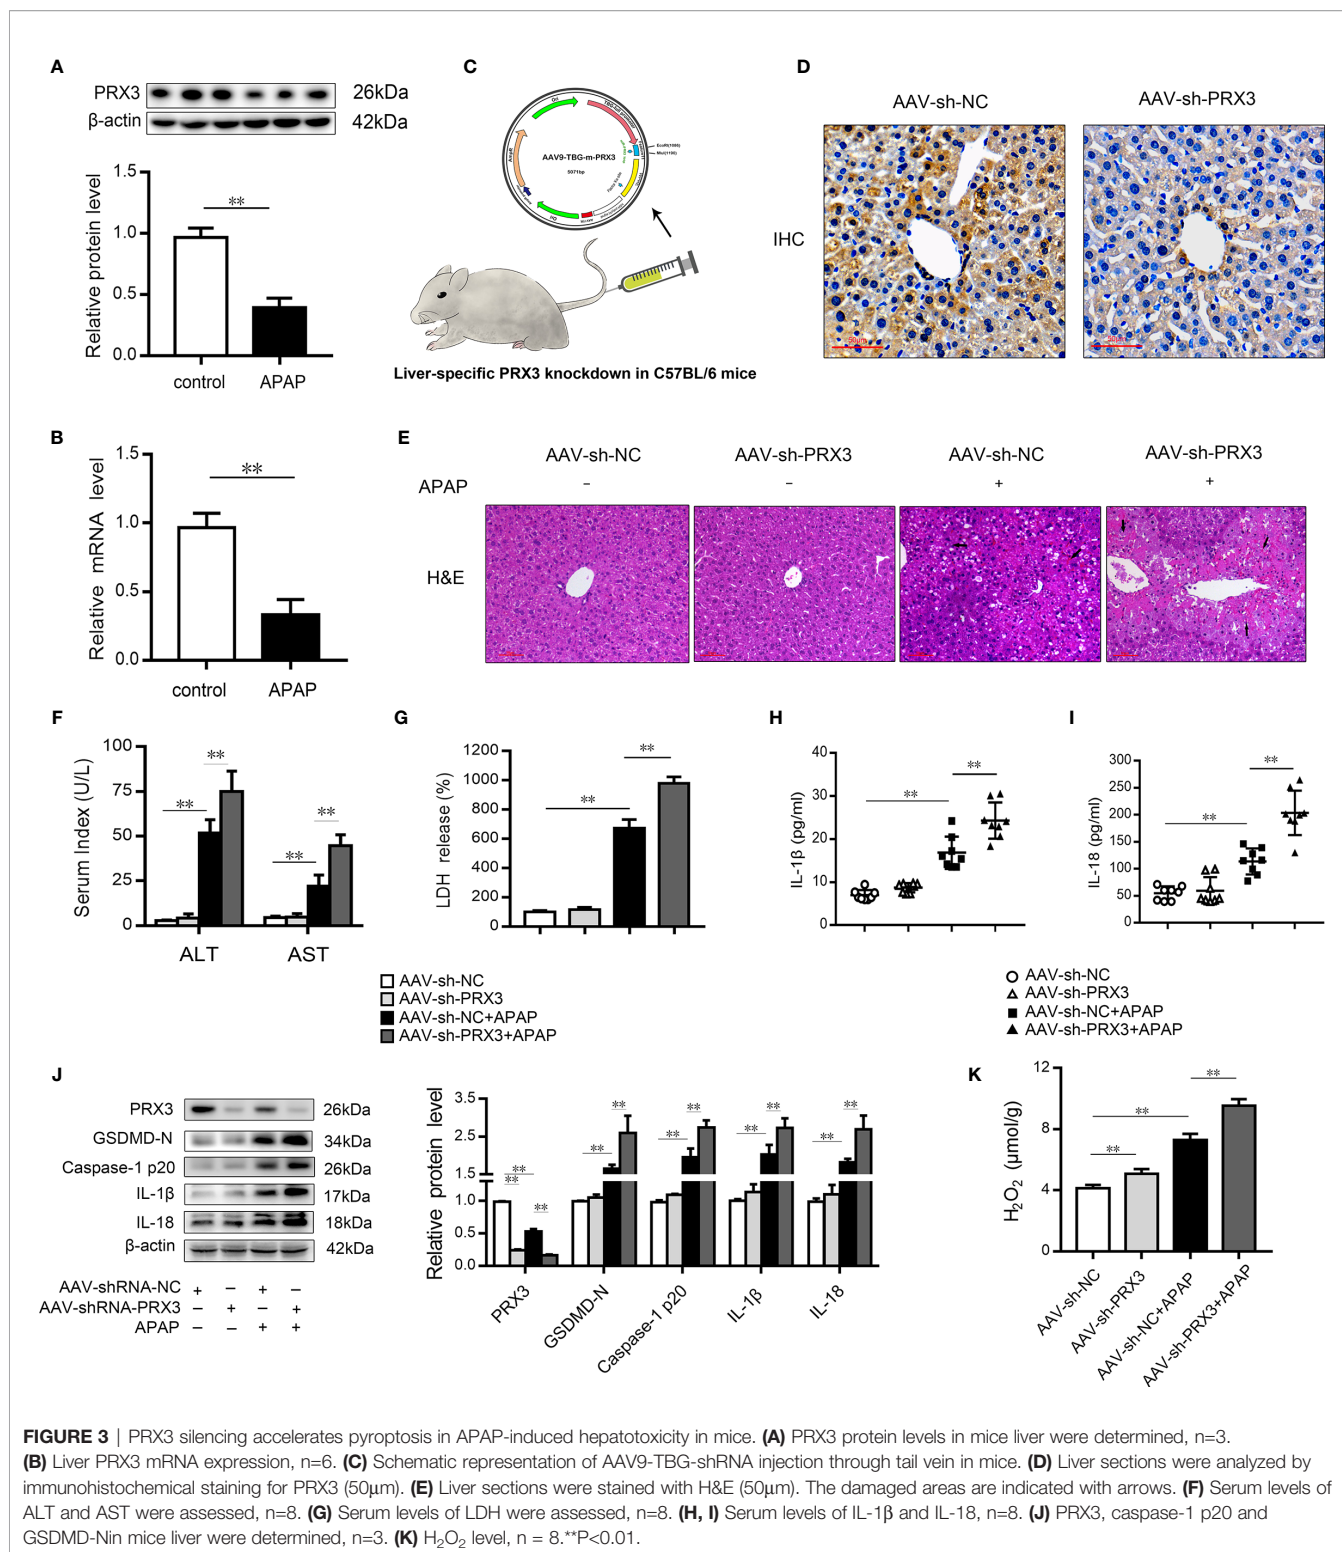 A
PRX3
26kDa
β-actin
42kDa
Relative protein level
1.5
1.0
0.5
0.0
**
control
APAP
C
AAV9-TBG-m-PRX3
5071bp
Ori
AmpR
Ori
EcoRI(1086)
MluI(1106)
Liver-specific PRX3 knockdown in C57BL/6 mice
D
AAV-sh-NC
AAV-sh-PRX3
IHC
50μm
50μm
B
Relative mRNA level
1.5
1.0
0.5
0.0
**
control
APAP
E
AAV-sh-NC
AAV-sh-PRX3
AAV-sh-NC
AAV-sh-PRX3
APAP
−
−
+
+
H&E
F
Serum Index (U/L)
100
75
50
25
0
**
**
**
**
ALT
AST
G
LDH release (%)
1200
1000
800
600
400
200
0
**
**
H
IL-1β (pg/ml)
40
30
20
10
0
**
**
I
IL-18 (pg/ml)
300
250
200
150
100
50
0
**
**
AAV-sh-NC
AAV-sh-PRX3
AAV-sh-NC+APAP
AAV-sh-PRX3+APAP
AAV-sh-NC
AAV-sh-PRX3
AAV-sh-NC+APAP
AAV-sh-PRX3+APAP
J
PRX3
26kDa
GSDMD-N
34kDa
Caspase-1 p20
26kDa
IL-1β
17kDa
IL-18
18kDa
β-actin
42kDa
AAV-shRNA-NC + − + −
AAV-shRNA-PRX3 − + − +
APAP − − + +
Relative protein level
3.5
2.5
1.5
1.0
0.5
0.0
**
**
**
**
**
**
**
**
**
**
**
PRX3
GSDMD-N
Caspase-1 p20
IL-1β
IL-18
K
H₂O₂ (μmol/g)
12
8
4
0
**
**
**
AAV-sh-NC
AAV-sh-PRX3
AAV-sh-NC+APAP
AAV-sh-PRX3+APAP
FIGURE 3 | PRX3 silencing accelerates pyroptosis in APAP-induced hepatotoxicity in mice. (A) PRX3 protein levels in mice liver were determined, n=3.
(B) Liver PRX3 mRNA expression, n=6. (C) Schematic representation of AAV9-TBG-shRNA injection through tail vein in mice. (D) Liver sections were analyzed by
immunohistochemical staining for PRX3 (50μm). (E) Liver sections were stained with H&E (50μm). The damaged areas are indicated with arrows. (F) Serum levels of
ALT and AST were assessed, n=8. (G) Serum levels of LDH were assessed, n=8. (H, I) Serum levels of IL-1β and IL-18, n=8. (J) PRX3, caspase-1 p20 and
GSDMD-Nin mice liver were determined, n=3. (K) H₂O₂ level, n = 8.**P<0.01.